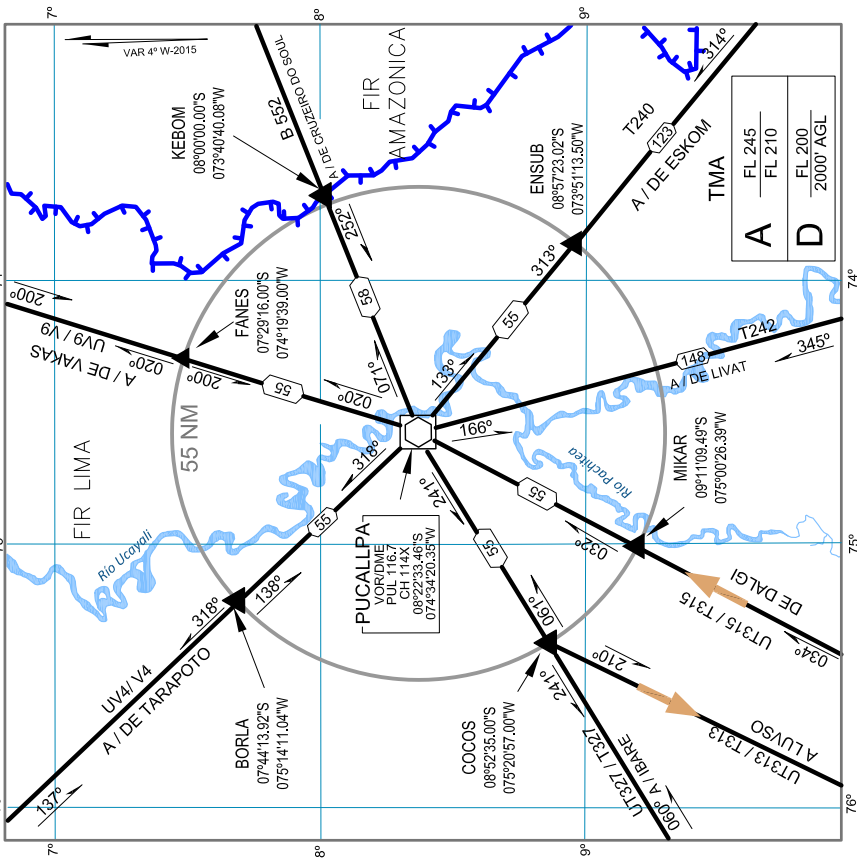 7º
8º
9º
VAR 4º W-2015
KEBOM
08º00'00.00"S
073º40'40.08"W
B 552
A / DE CRUZEIRO DO SOUL
FIR
AMAZONICA
252º
58
071º
ENSUB
08º57'23.02"S
073º51'13.50"W
T240
123
314º
A / DE ESKOM
313º
55
133º
TMA
A
FL 245
FL 210
D
FL 200
2000' AGL
200º
UV9 / V9
A / DE VAKAS
020º
FANES
07º29'16.00"S
074º19'39.00"W
200º
55
020º
55 NM
FIR LIMA
Río Ucayali
74º
T242
148
A / DE LIVAT
345º
166º
Río Pachitea
318º
55
318º
138º
UV4/ V4
A / DE TARAPOTO
137º
BORLA
07º44'13.92"S
075º14'11.04"W
PUCALLPA
VOR/DME
PUL 116.7
CH 114X
08º22'33.46"S
074º34'20.35"W
241º
55
061º
241º
COCOS
08º52'35.00"S
075º20'57.00"W
UT327 / T327
060º A / IBARE
210º
UT313 / T313
A LUVSO
55
032º
MIKAR
09º11'09.49"S
075º00'26.39"W
DE DALGI
UT315 / T315
034º
75º
76º
7º
8º
9º